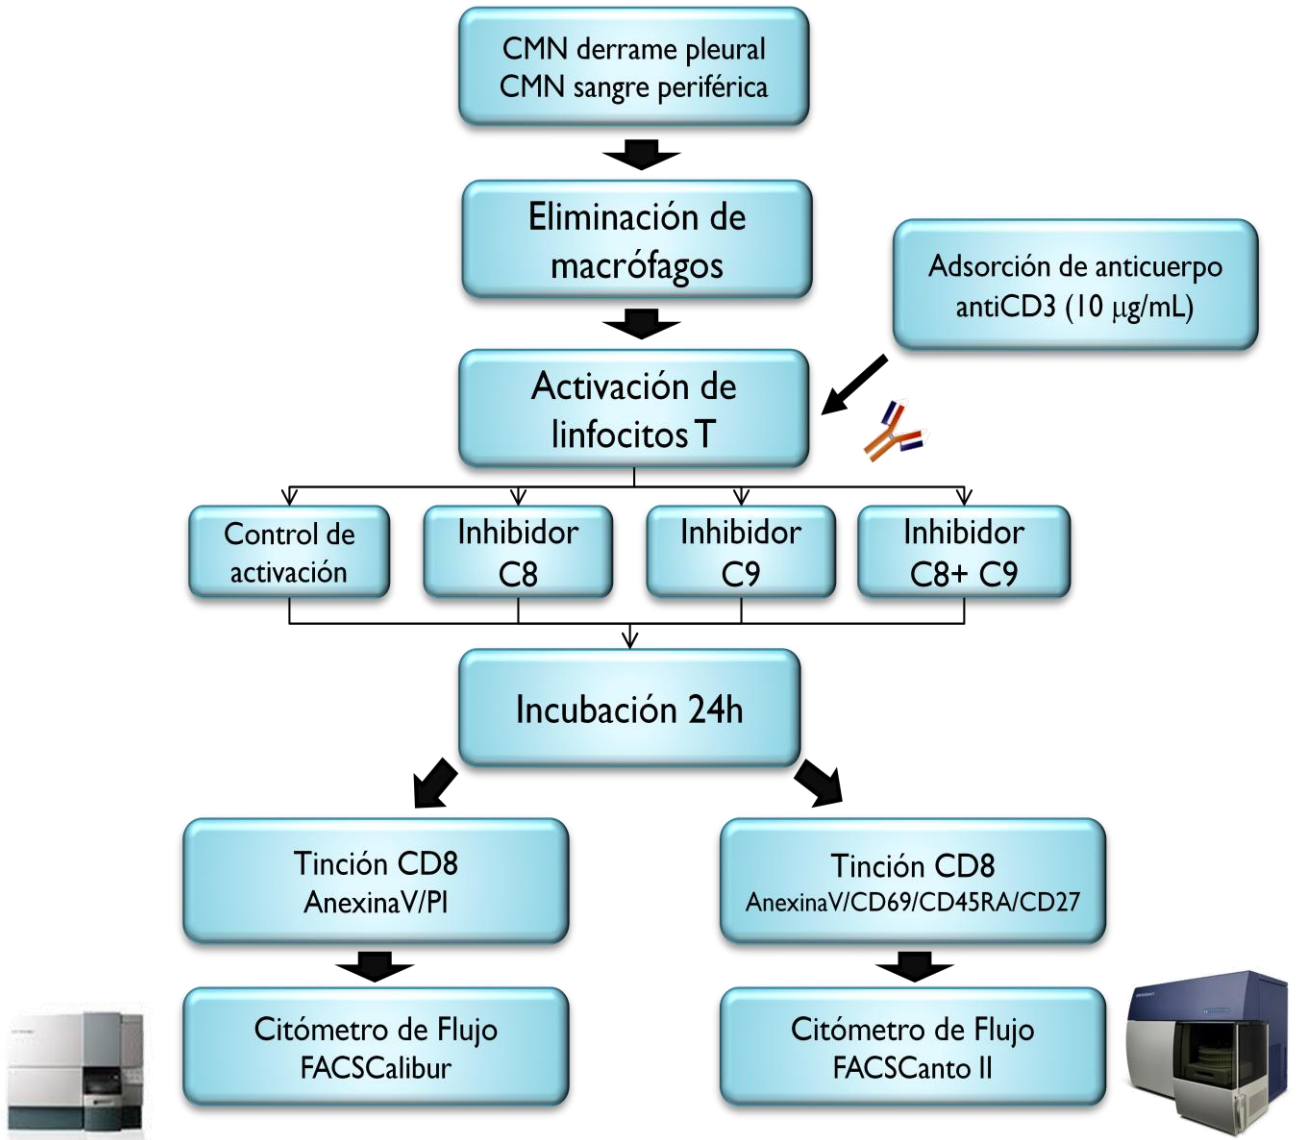 CMN derrame pleural
CMN sangre periférica
Eliminación de
macrófagos
Adsorción de anticuerpo
antiCD3 (10 μg/mL)
Activación de
linfocitos T
Control de
activación
Inhibidor
C8
Inhibidor
C9
Inhibidor
C8+ C9
Incubación 24h
Tinción CD8
AnexinaV/PI
Tinción CD8
AnexinaV/CD69/CD45RA/CD27
Citómetro de Flujo
FACSCalibur
Citómetro de Flujo
FACSCanto II